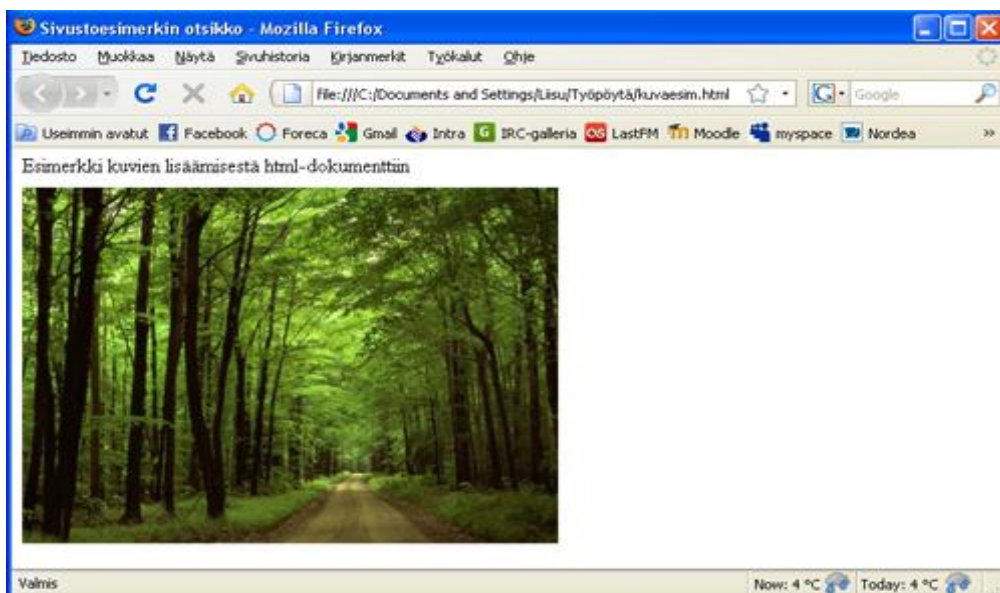 Sivustoesimerkin otsikko - Mozilla Firefox
Tiedosto Muokkaa Näytä Sivuhistoria Kirjanmerkit Työkalut Ohje
file:///C:/Documents and Settings/Liisu/Työpöytä/kuvaesim.html G Google
Useimmin avatut Facebook Foreca Gmail Intra G IRC-galleria OS LastFM Moodle myspace Nordea »
Esimerkki kuvien lisäämisestä html-dokumenttiin
Valmis Now: 4 °C Today: 4 °C